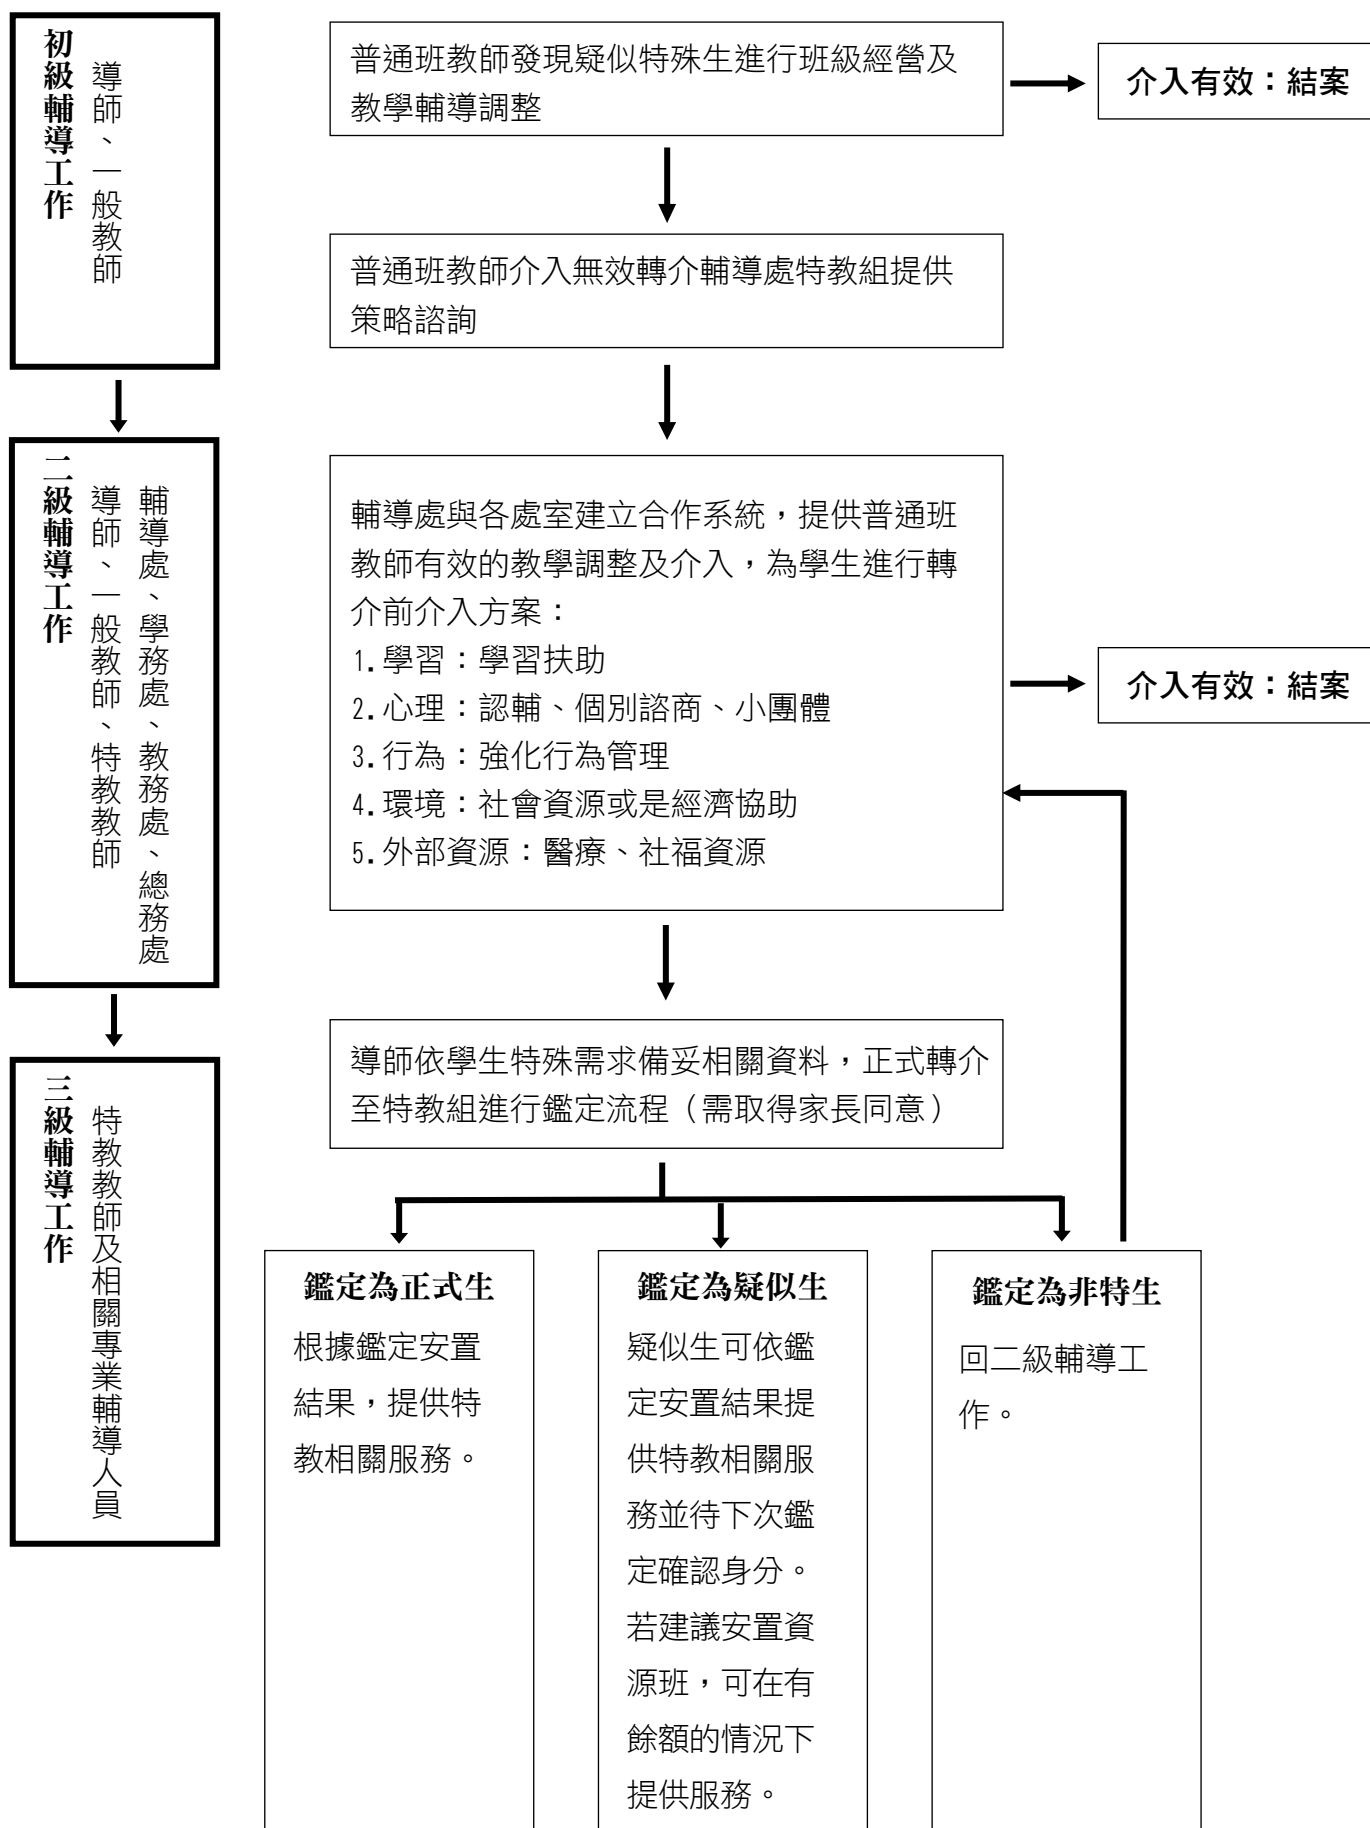 初級輔導工作
導師、一般教師
普通班教師發現疑似特殊生進行班級經營及
教學輔導調整
介入有效：結案
普通班教師介入無效轉介輔導處特教組提供
策略諮詢
二級輔導工作
導師、一般教師、特教教師
輔導處、學務處、教務處、總務處
輔導處與各處室建立合作系統，提供普通班
教師有效的教學調整及介入，為學生進行轉
介前介入方案：
1.學習：學習扶助
2.心理：認輔、個別諮商、小團體
3.行為：強化行為管理
4.環境：社會資源或是經濟協助
5.外部資源：醫療、社福資源
介入有效：結案
三級輔導工作
特教教師及相關專業輔導人員
導師依學生特殊需求備妥相關資料，正式轉介
至特教組進行鑑定流程（需取得家長同意）
鑑定為正式生
根據鑑定安置
結果，提供特
教相關服務。
鑑定為疑似生
疑似生可依鑑
定安置結果提
供特教相關服
務並待下次鑑
定確認身分。
若建議安置資
源班，可在有
餘額的情況下
提供服務。
鑑定為非特生
回二級輔導工
作。